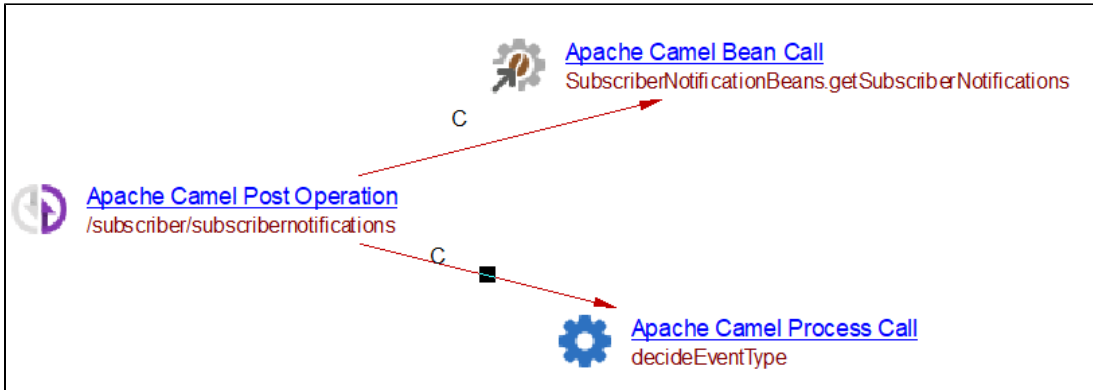 Apache Camel Bean Call
SubscriberNotificationBeans.getSubscriberNotifications
C
Apache Camel Post Operation
/subscriber/subscribernotifications
C
Apache Camel Process Call
decideEventType